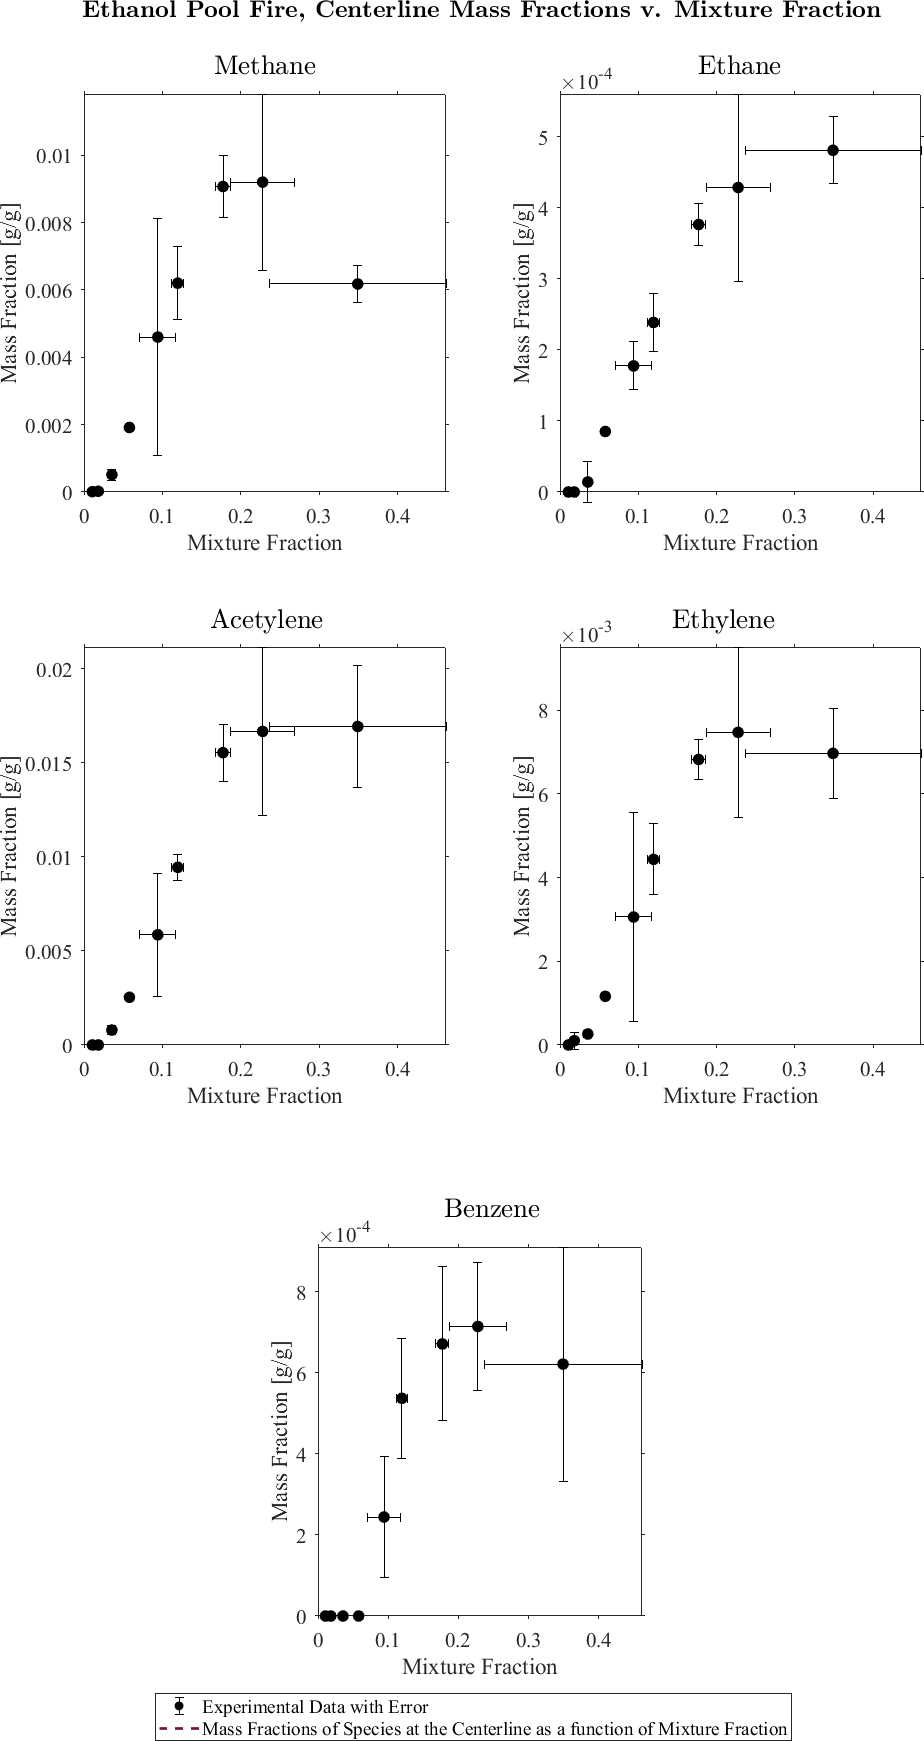 Ethanol Pool Fire, Centerline Mass Fractions v. Mixture Fraction
Methane
Mass Fraction [g/g]
0.01
0.008
0.006
0.004
0.002
0
0 0.1 0.2 0.3 0.4
Mixture Fraction
Ethane
×10-4
Mass Fraction [g/g]
5
4
3
2
1
0
0 0.1 0.2 0.3 0.4
Mixture Fraction
Acetylene
Mass Fraction [g/g]
0.02
0.015
0.01
0.005
0
0 0.1 0.2 0.3 0.4
Mixture Fraction
Ethylene
×10-3
Mass Fraction [g/g]
8
6
4
2
0
0 0.1 0.2 0.3 0.4
Mixture Fraction
Benzene
×10-4
Mass Fraction [g/g]
8
6
4
2
0
0 0.1 0.2 0.3 0.4
Mixture Fraction
Experimental Data with Error
Mass Fractions of Species at the Centerline as a function of Mixture Fraction